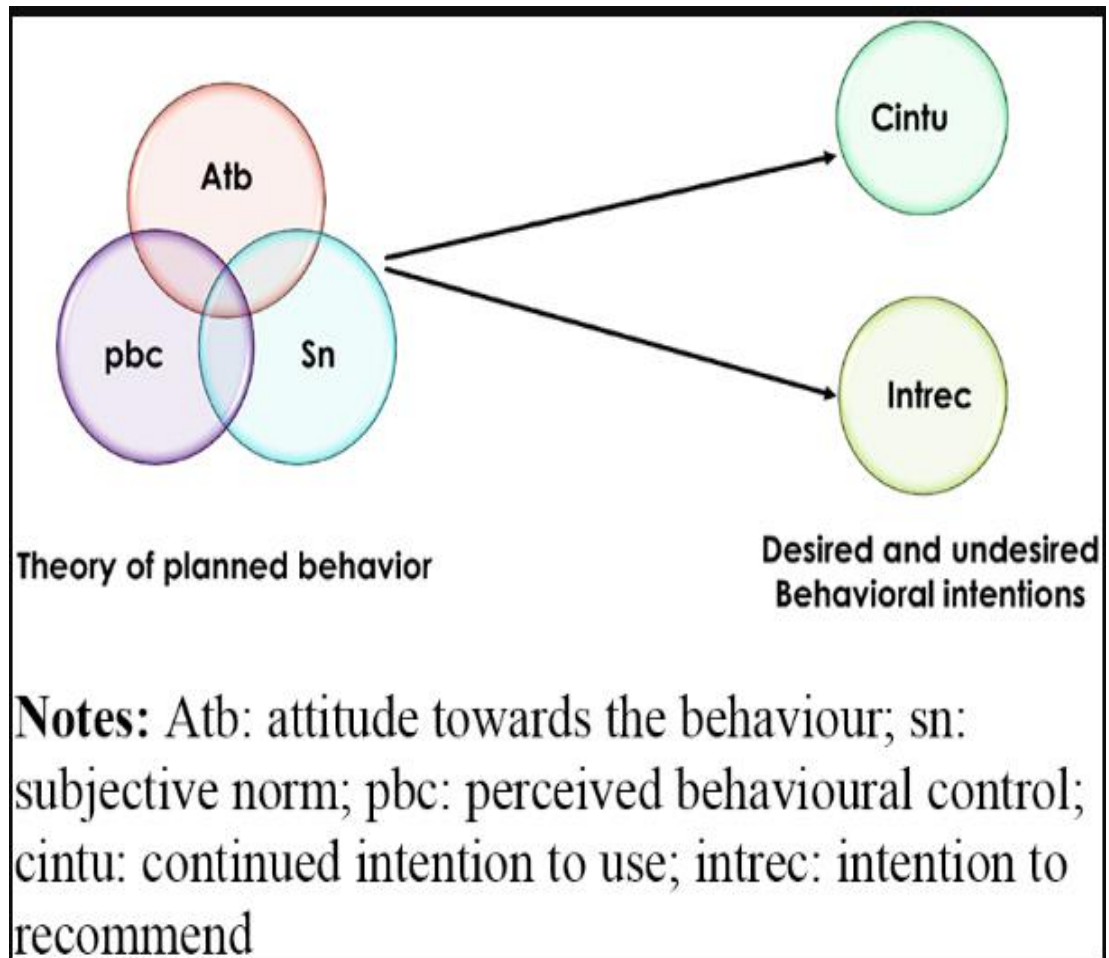 Atb
pbc
Sn
Theory of planned behavior
Cintu
Intrec
Desired and undesired
Behavioral intentions
Notes: Atb: attitude towards the behaviour; sn:
subjective norm; pbc: perceived behavioural control;
cintu: continued intention to use; intrec: intention to
recommend